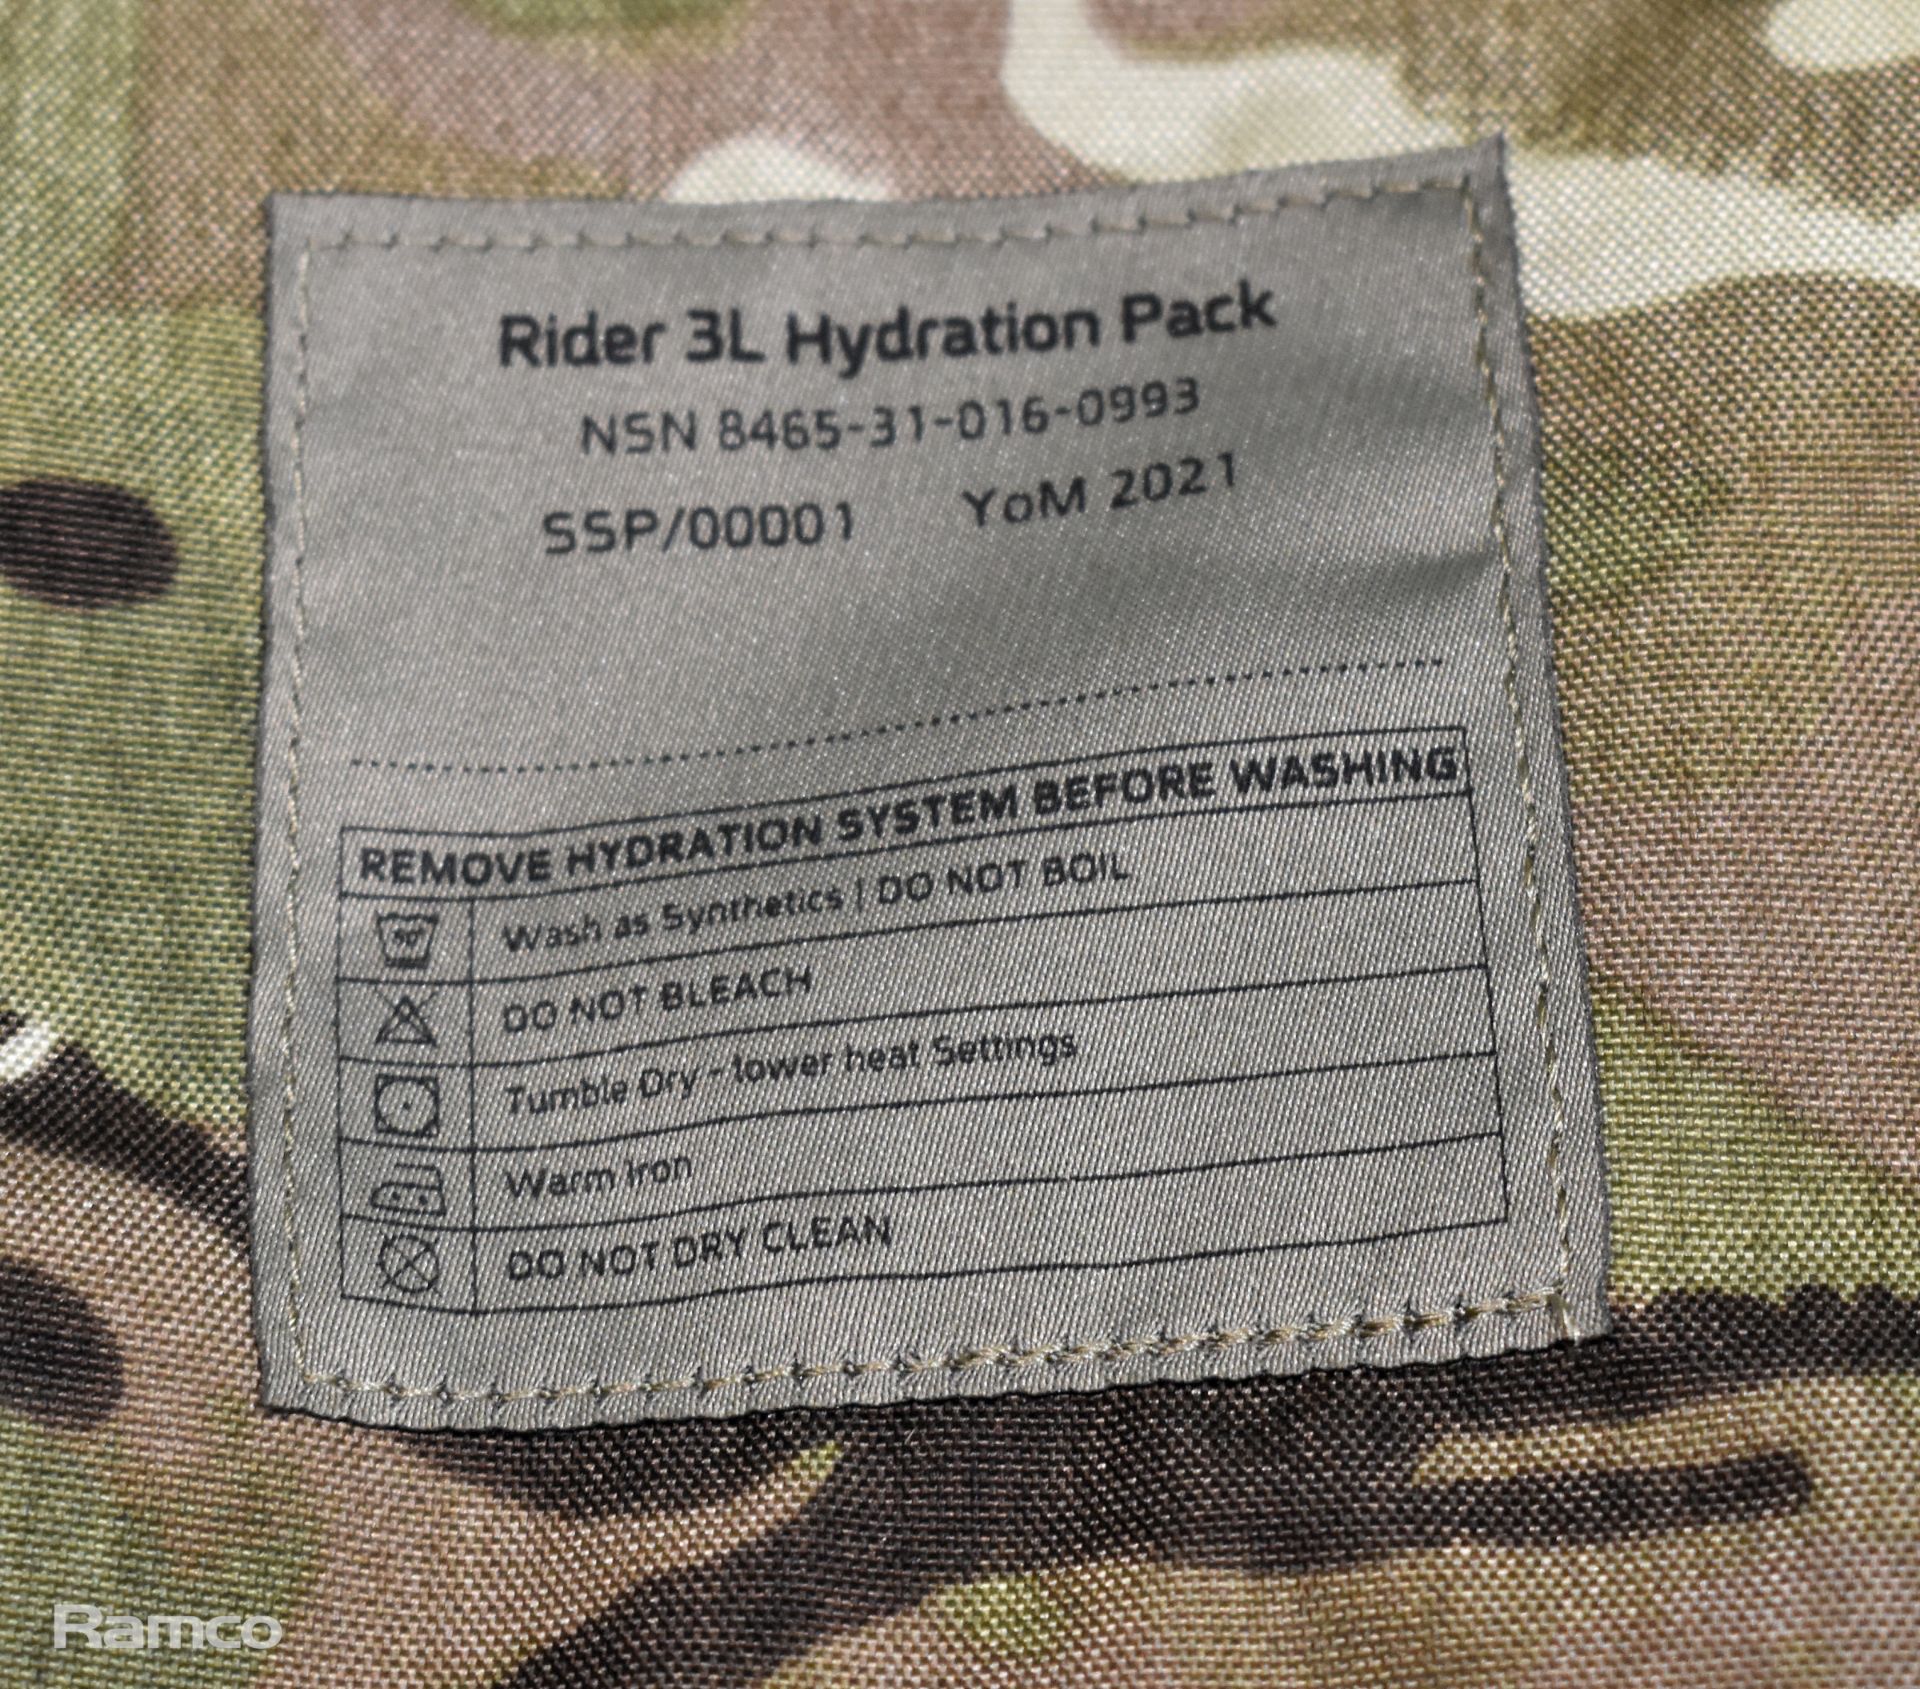 Rider 3L Hydration Pack
NSN 8465-31-016-0993
SSP/00001 YoM 2021
REMOVE HYDRATION SYSTEM BEFORE WASHING
Wash as Synthetics | DO NOT BOIL
DO NOT BLEACH
Tumble Dry - lower heat Settings
Warm Iron
DO NOT DRY CLEAN
Ramco